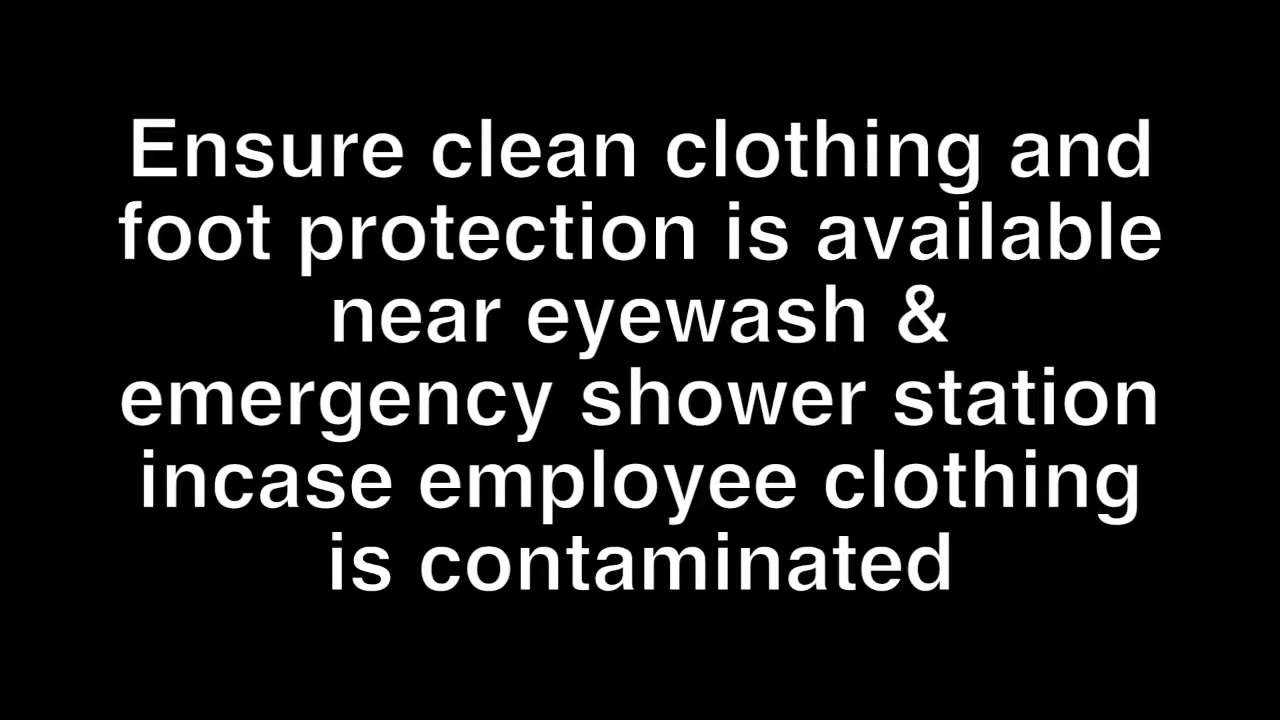 Ensure clean clothing and
foot protection is available
near eyewash &
emergency shower station
incase employee clothing
is contaminated